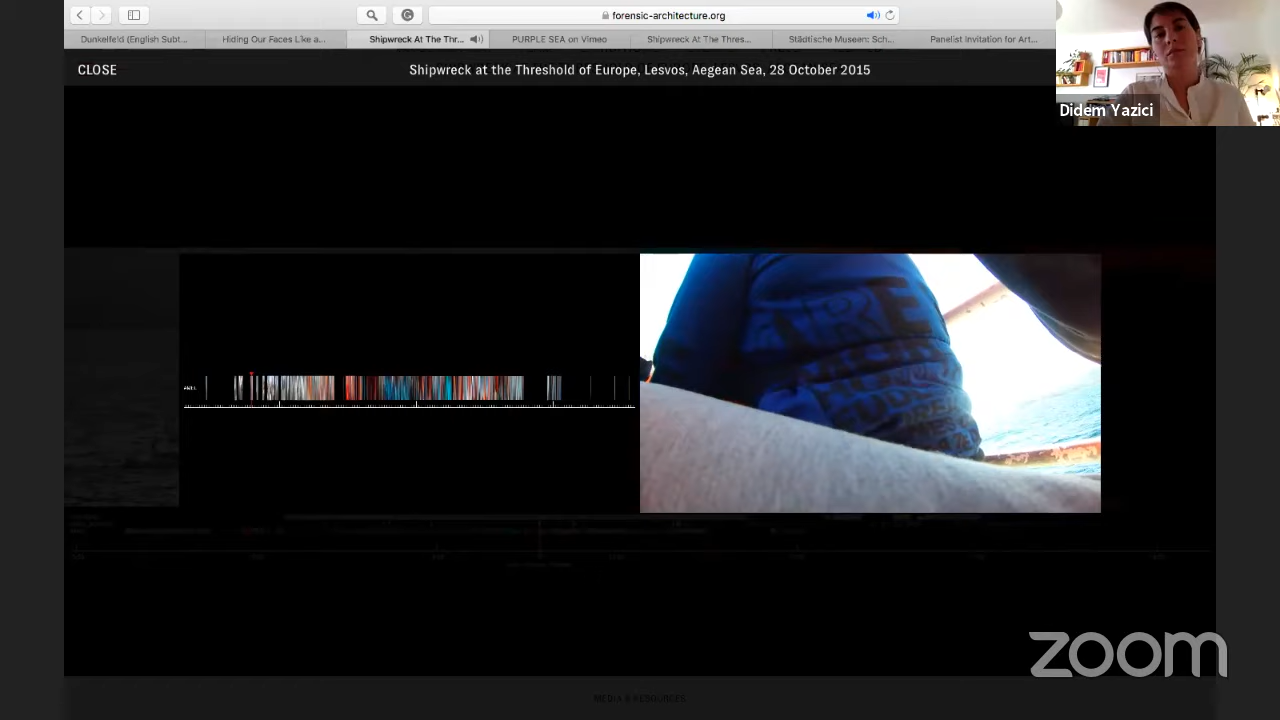 forensic-architecture.org
Dunkelfeld (English Subt...
Hiding Our Faces Like a...
Shipwreck At The Thr...
PURPLE SEA on Vimeo
Shipwreck At The Thres...
Städtische Museen: Sch...
Panelist Invitation for Art...
CLOSE
Shipwreck at the Threshold of Europe, Lesvos, Aegean Sea, 28 October 2015
Didem Yazici
zoom
MEDIA & RESOURCES